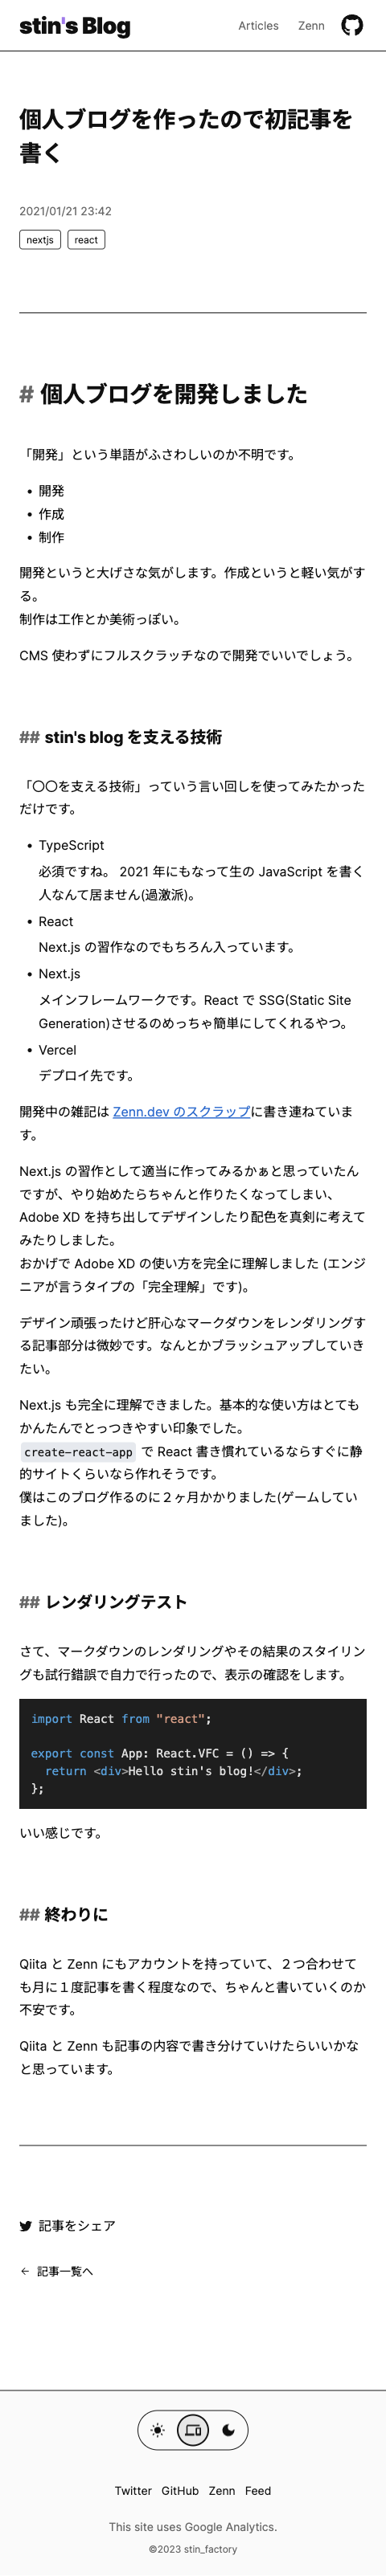 stin's Blog
Articles
Zenn
個人ブログを作ったので初記事を
書く
2021/01/21 23:42
nextjs
react
# 個人ブログを開発しました
「開発」という単語がふさわしいのか不明です。
• 開発
• 作成
• 制作
開発というと大げさな気がします。作成というと軽い気がす
る。
制作は工作とか美術っぽい。
CMS 使わずにフルスクラッチなので開発でいいでしょう。
## stin's blog を支える技術
「〇〇を支える技術」っていう言い回しを使ってみたかった
だけです。
• TypeScript
必須ですね。 2021 年にもなって生の JavaScript を書く
人なんて居ません(過激派)。
• React
Next.js の習作なのでもちろん入っています。
• Next.js
メインフレームワークです。React で SSG(Static Site
Generation)させるのめっちゃ簡単にしてくれるやつ。
• Vercel
デプロイ先です。
開発中の雑記は Zenn.dev のスクラップに書き連ねていま
す。
Next.js の習作として適当に作ってみるかぁと思っていたん
ですが、やり始めたらちゃんと作りたくなってしまい、
Adobe XD を持ち出してデザインしたり配色を真剣に考えて
みたりしました。
おかげで Adobe XD の使い方を完全に理解しました (エンジ
ニアが言うタイプの「完全理解」です)。
デザイン頑張ったけど肝心なマークダウンをレンダリングす
る記事部分は微妙です。なんとかブラッシュアップしていき
たい。
Next.js も完全に理解できました。基本的な使い方はとても
かんたんでとっつきやすい印象でした。
create-react-app で React 書き慣れているならすぐに静
的サイトくらいなら作れそうです。
僕はこのブログ作るのに２ヶ月かかりました(ゲームしてい
ました)。
## レンダリングテスト
さて、マークダウンのレンダリングやその結果のスタイリン
グも試行錯誤で自力で行ったので、表示の確認をします。
import React from "react";
export const App: React.VFC = () => {
return <div>Hello stin's blog!</div>;
};
いい感じです。
## 終わりに
Qiita と Zenn にもアカウントを持っていて、２つ合わせて
も月に１度記事を書く程度なので、ちゃんと書いていくのか
不安です。
Qiita と Zenn も記事の内容で書き分けていけたらいいかな
と思っています。
記事をシェア
← 記事一覧へ
Twitter
GitHub
Zenn
Feed
This site uses Google Analytics.
©2023 stin_factory